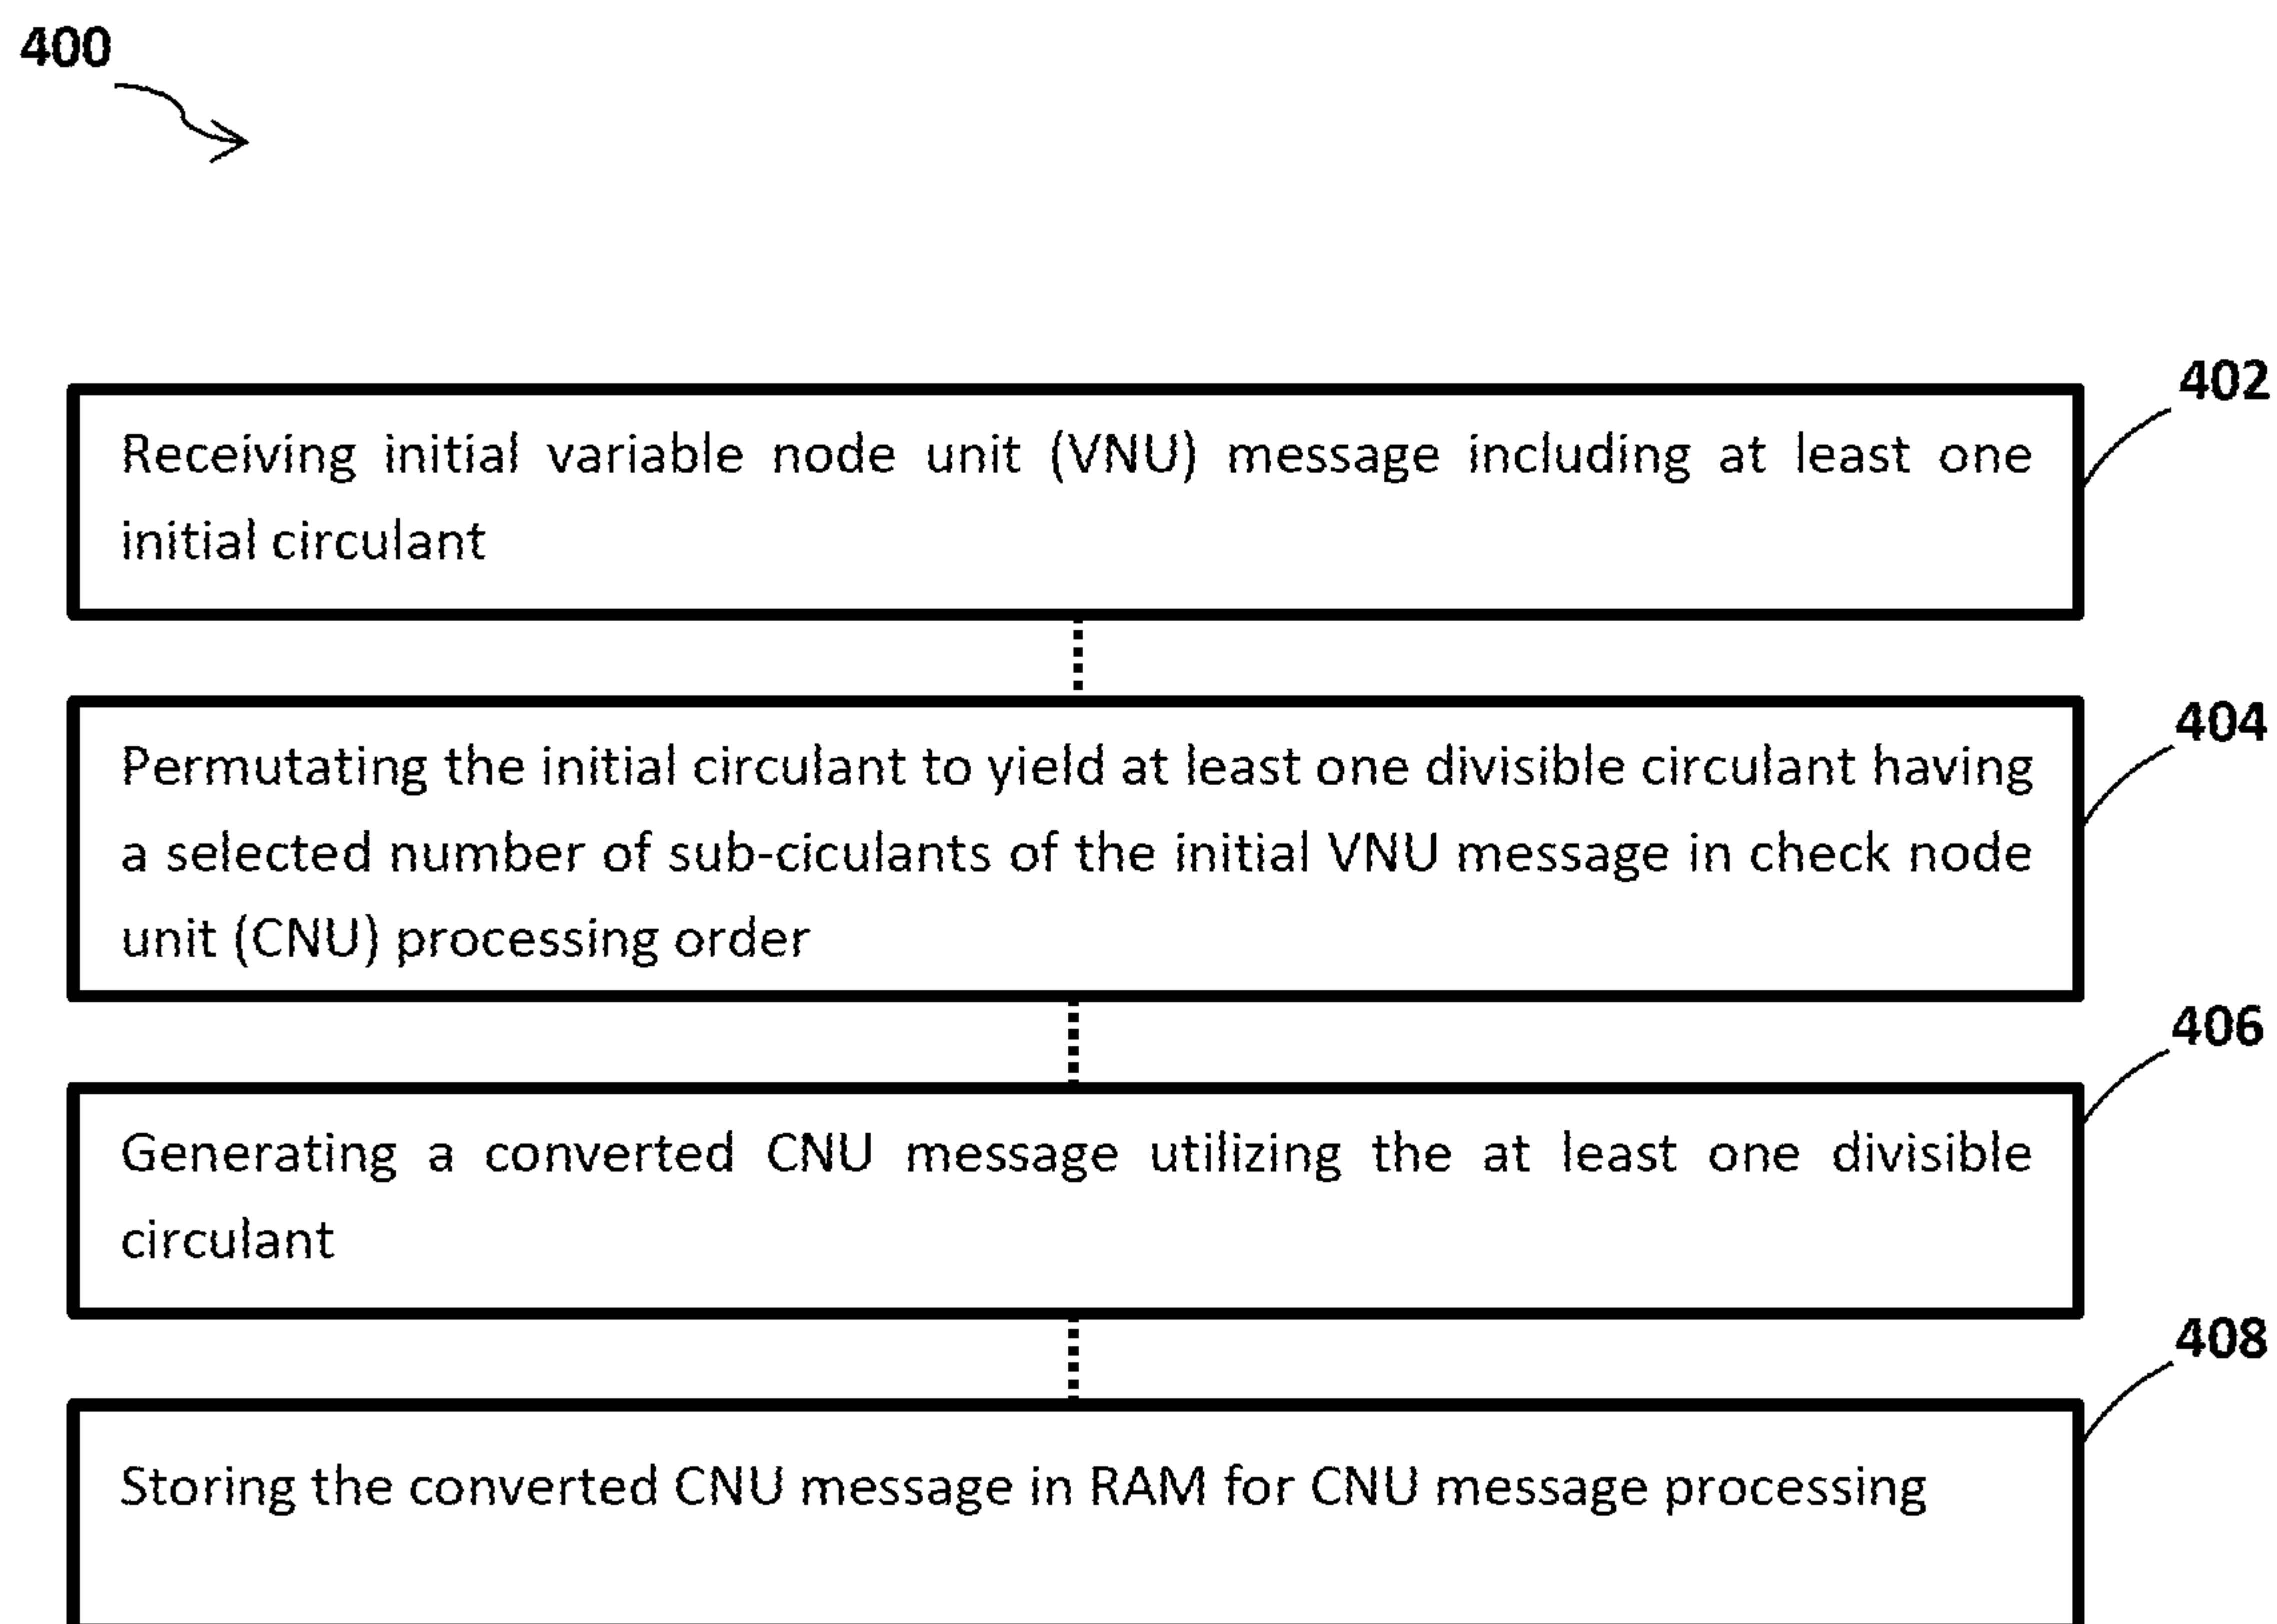 400
402
Receiving initial variable node unit (VNU) message including at least one
initial circulant
404
Permutating the initial circulant to yield at least one divisible circulant having
a selected number of sub-ciculants of the initial VNU message in check node
unit (CNU) processing order
406
Generating a converted CNU message utilizing the at least one divisible
circulant
408
Storing the converted CNU message in RAM for CNU message processing